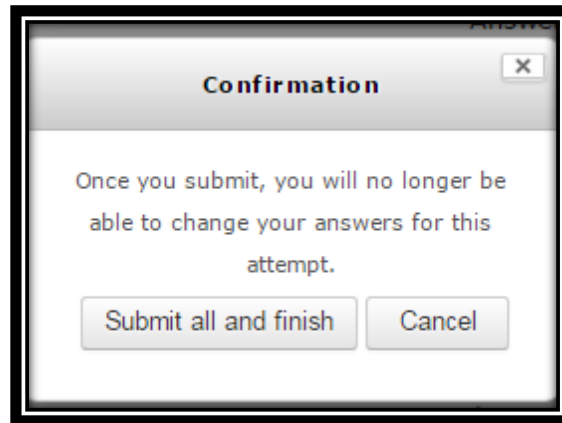 Confirmation
Once you submit, you will no longer be
able to change your answers for this
attempt.
Submit all and finish Cancel